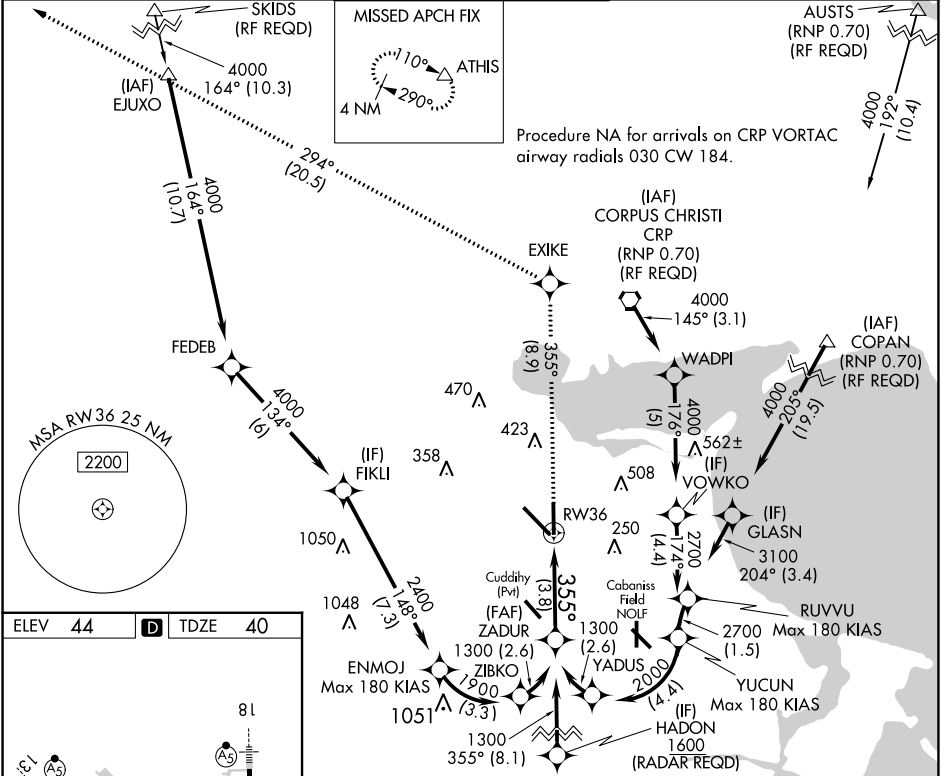 SKIDS
(RF REQD)
4000
164° (10.3)
(IAF)
EJUXO
MISSED APCH FIX
110°
ATHIS
290°
4 NM
AUSTS
(RNP 0.70)
(RF REQD)
4000
192°
(10.4)
Procedure NA for arrivals on CRP VORTAC
airway radials 030 CW 184.
294°
(20.5)
4000
164°
(10.7)
(IAF)
CORPUS CHRISTI
CRP
(RNP 0.70)
(RF REQD)
EXIKE
4000
145° (3.1)
FEDEB
WADPI
(IAF)
COPAN
(RNP 0.70)
(RF REQD)
355°
(8.9)
4000
134°
(6)
470
4000
176°
(5)
4000
205°
(19.5)
MSA RW36 25 NM
2200
423
562±
358
508
(IF)
FIKLI
(IF)
VOWKO
RW36
(IF)
GLASN
1050
250
2700
174°
(4.4)
3100
204° (3.4)
2400
148°
(7.3)
Cuddihy
(Pvt)
355°
(3.8)
Cabaniss
Field
NOLF
1048
(FAF)
ZADUR
RUVVU
Max 180 KIAS
ELEV 44
D
TDZE 40
1300 (2.6)
1300
(2.6)
2700
(1.5)
ENMOJ
Max 180 KIAS
ZIBKO
YADUS
1900
(3.3)
2000
(4.4)
YUCUN
Max 180 KIAS
1051
(IF)
HADON
1600
(RADAR REQD)
1300
355° (8.1)
18
A5
A5